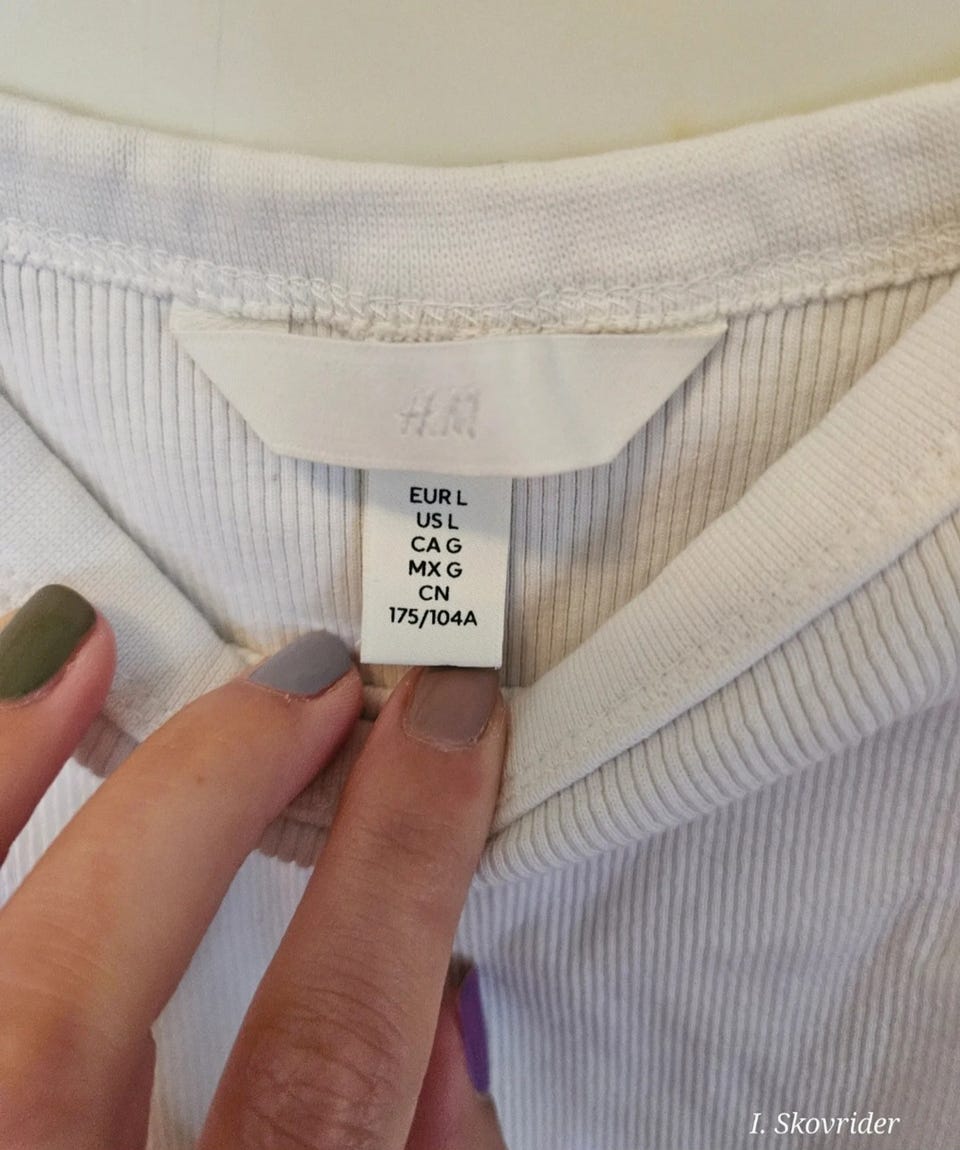 H&M
EUR L
US L
CA G
MX G
CN
175/104A
I. Skovrider